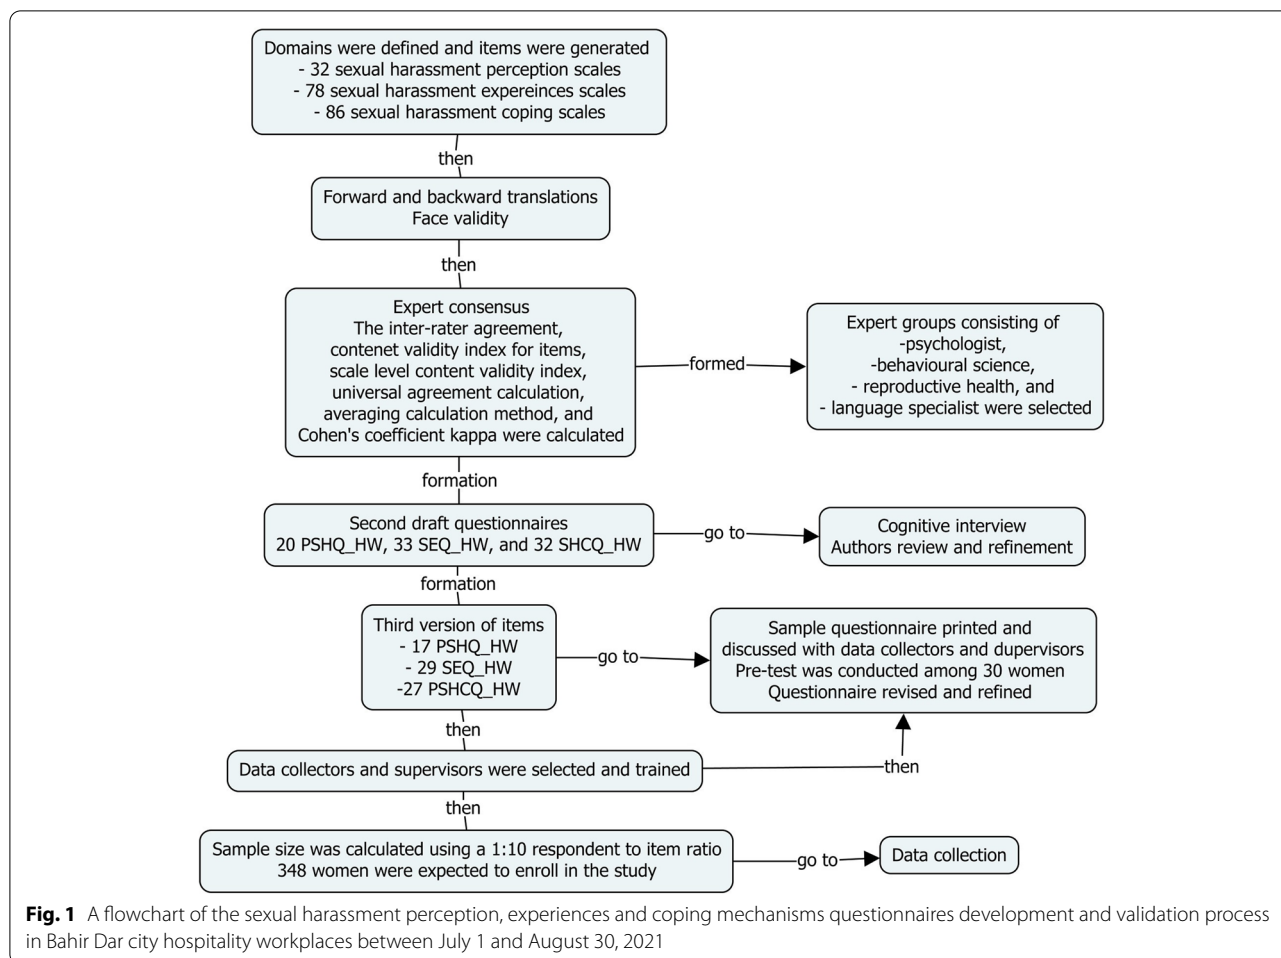 Domains were defined and items were generated
- 32 sexual harassment perception scales
- 78 sexual harassment expereinces scales
- 86 sexual harassment coping scales
then
Forward and backward translations
Face validity
then
Expert consensus
The inter-rater agreement,
contenet validity index for items,
scale level content validity index,
universal agreement calculation,
averaging calculation method, and
Cohen's coefficient kappa were calculated
formed
Expert groups consisting of
-psychologist,
-behavioural science,
- reproductive health, and
- language specialist were selected
formation
Second draft questionnaires
20 PSHQ_HW, 33 SEQ_HW, and 32 SHCQ_HW
go to
Cognitive interview
Authors review and refinement
formation
Third version of items
- 17 PSHQ_HW
- 29 SEQ_HW
-27 PSHCQ_HW
go to
Sample questionnaire printed and
discussed with data collectors and dupervisors
Pre-test was conducted among 30 women
Questionnaire revised and refined
then
Data collectors and supervisors were selected and trained
then
then
Sample size was calculated using a 1:10 respondent to item ratio
348 women were expected to enroll in the study
go to
Data collection
Fig. 1 A flowchart of the sexual harassment perception, experiences and coping mechanisms questionnaires development and validation process
in Bahir Dar city hospitality workplaces between July 1 and August 30, 2021